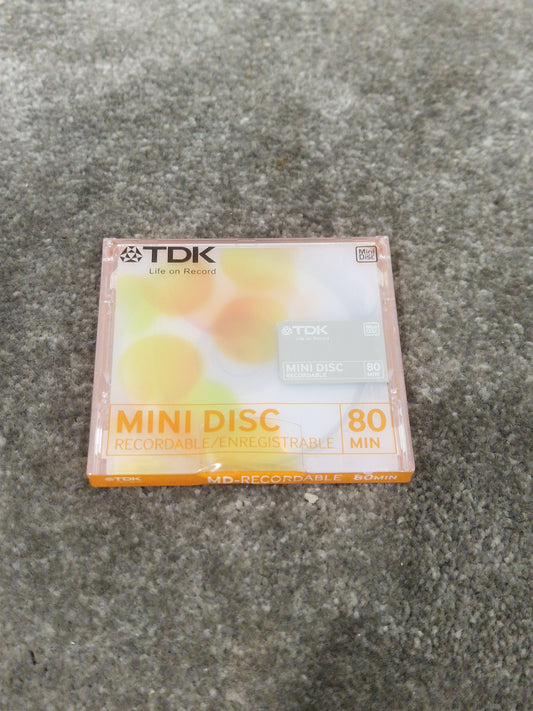 TDK
Life on Record
Mini Disc
TDK
Life on Record
MINI DISC
RECORDABLE
80
MIN
MINI DISC
RECORDABLE/ENREGISTRABLE
80
MIN
TDK MD-RECORDABLE 80MIN